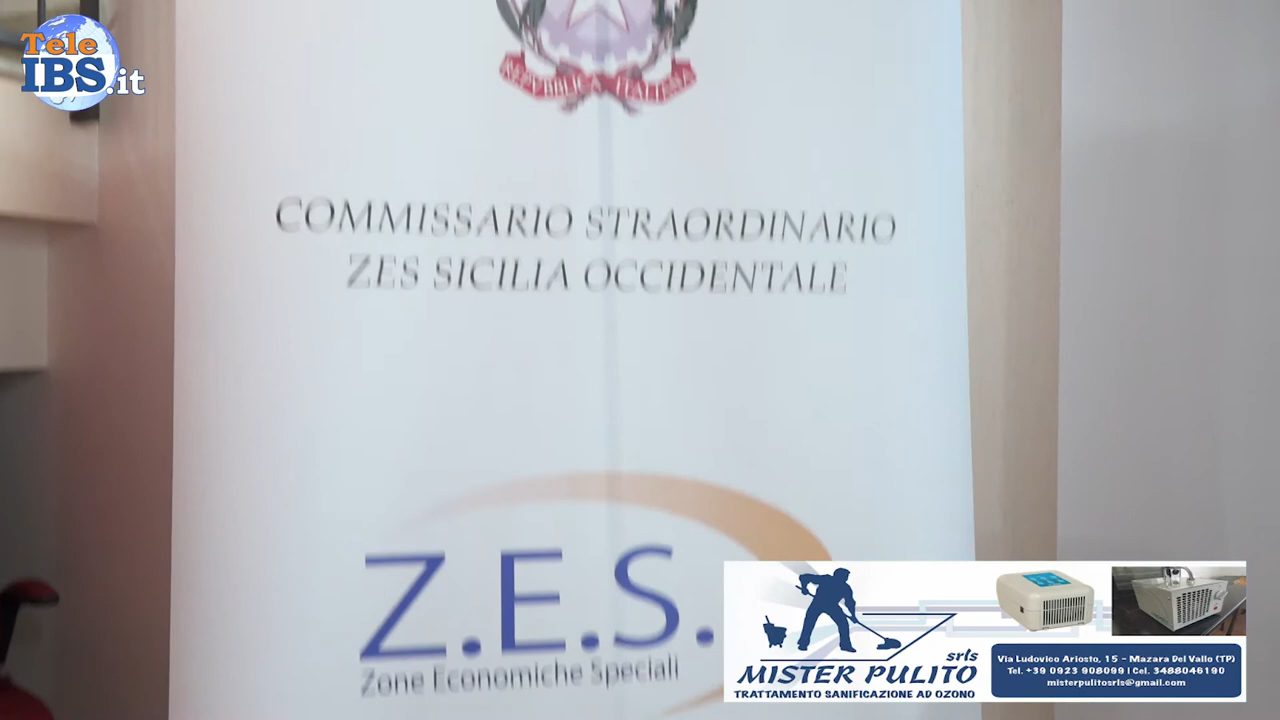 Tele
IBS.it
REPVBBLICA ITALIANA
COMMISSARIO STRAORDINARIO
ZES SICILIA OCCIDENTALE
Z.E.S.
Zone Economiche Speciali
srls
MISTER PULITO
TRATTAMENTO SANIFICAZIONE AD OZONO
Via Ludovico Ariosto, 15 - Mazara Del Vallo (TP)
Tel. +39 0923 908099 | Cel. 3488046190
misterpulitosrls@gmail.com